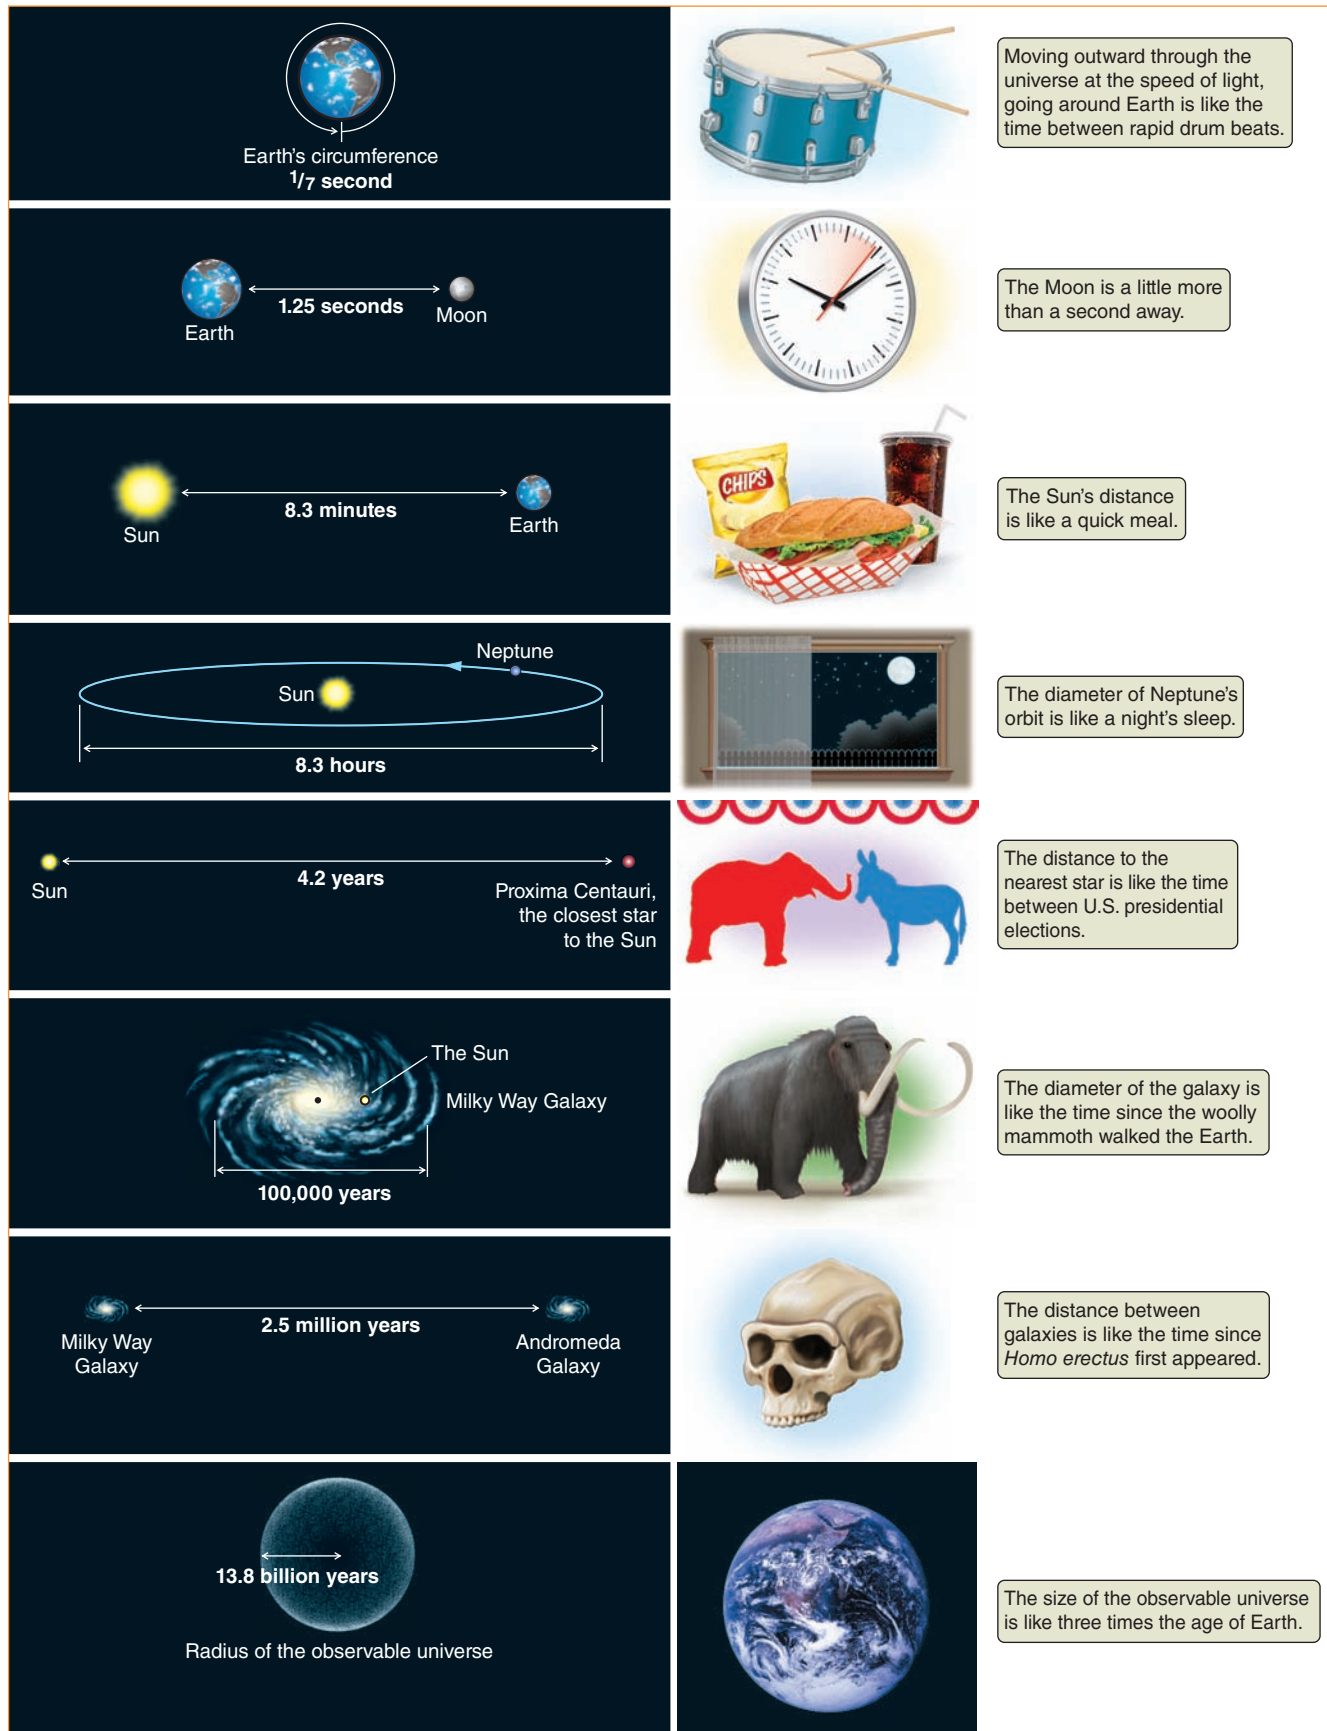 Earth's circumference
1/7 second
Moving outward through the
universe at the speed of light,
going around Earth is like the
time between rapid drum beats.
Earth
1.25 seconds
Moon
The Moon is a little more
than a second away.
Sun
8.3 minutes
Earth
CHIPS
The Sun's distance
is like a quick meal.
Neptune
Sun
8.3 hours
The diameter of Neptune's
orbit is like a night's sleep.
Sun
4.2 years
Proxima Centauri,
the closest star
to the Sun
The distance to the
nearest star is like the time
between U.S. presidential
elections.
The Sun
Milky Way Galaxy
100,000 years
The diameter of the galaxy is
like the time since the woolly
mammoth walked the Earth.
Milky Way
Galaxy
2.5 million years
Andromeda
Galaxy
The distance between
galaxies is like the time since
Homo erectus first appeared.
13.8 billion years
Radius of the observable universe
The size of the observable universe
is like three times the age of Earth.